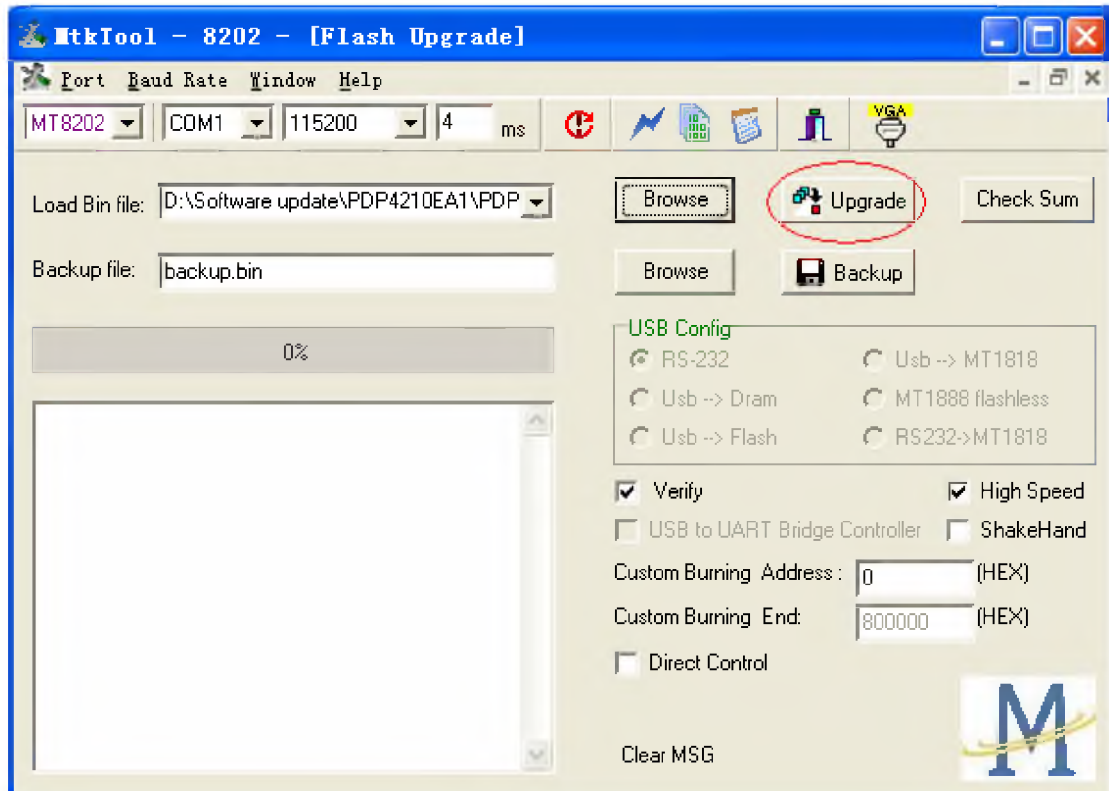 MtkTool - 8202 - [Flash Upgrade]
Port Baud Rate Window Help
MT8202 COM1 115200 4 ms VGA
Load Bin file: D:\Software update\PDP4210EA1\PDP Browse Upgrade Check Sum
Backup file: backup.bin Browse Backup
USB Config
0%
RS-232 Usb --> MT1818
Usb --> Dram MT1888 flashless
Usb --> Flash RS232->MT1818
Verify High Speed
USB to UART Bridge Controller ShakeHand
Custom Burning Address : 0 (HEX)
Custom Burning End: 800000 (HEX)
Direct Control
M
Clear MSG